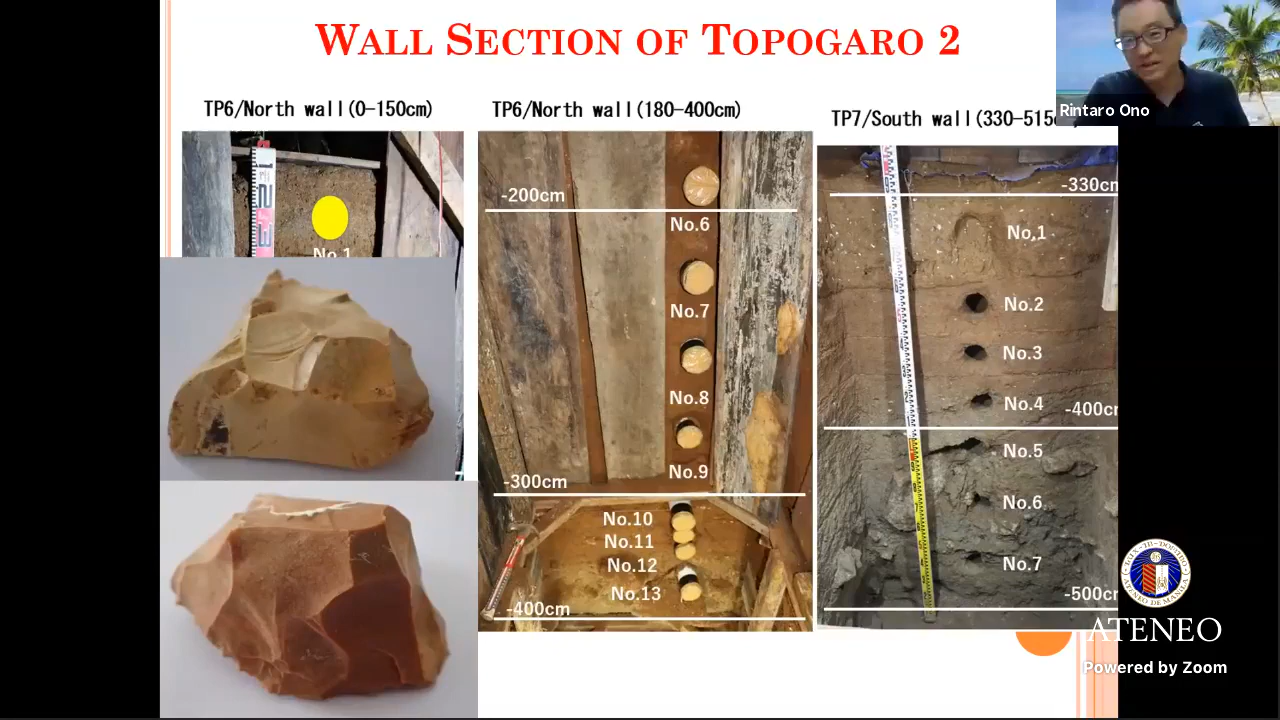 WALL SECTION OF TOPOGARO 2
TP6/North wall(0-150cm)
TP6/North wall(180-400cm)
TP7/South wall(330-515c
Rintaro Ono
No.1
-200cm
No.6
No.7
No.8
No.9
-300cm
No.10
No.11
No.12
No.13
-400cm
-330cm
No,1
No.2
No.3
No.4
-400c
No.5
No.6
No.7
-500c
ATENEO
Powered by Zoom